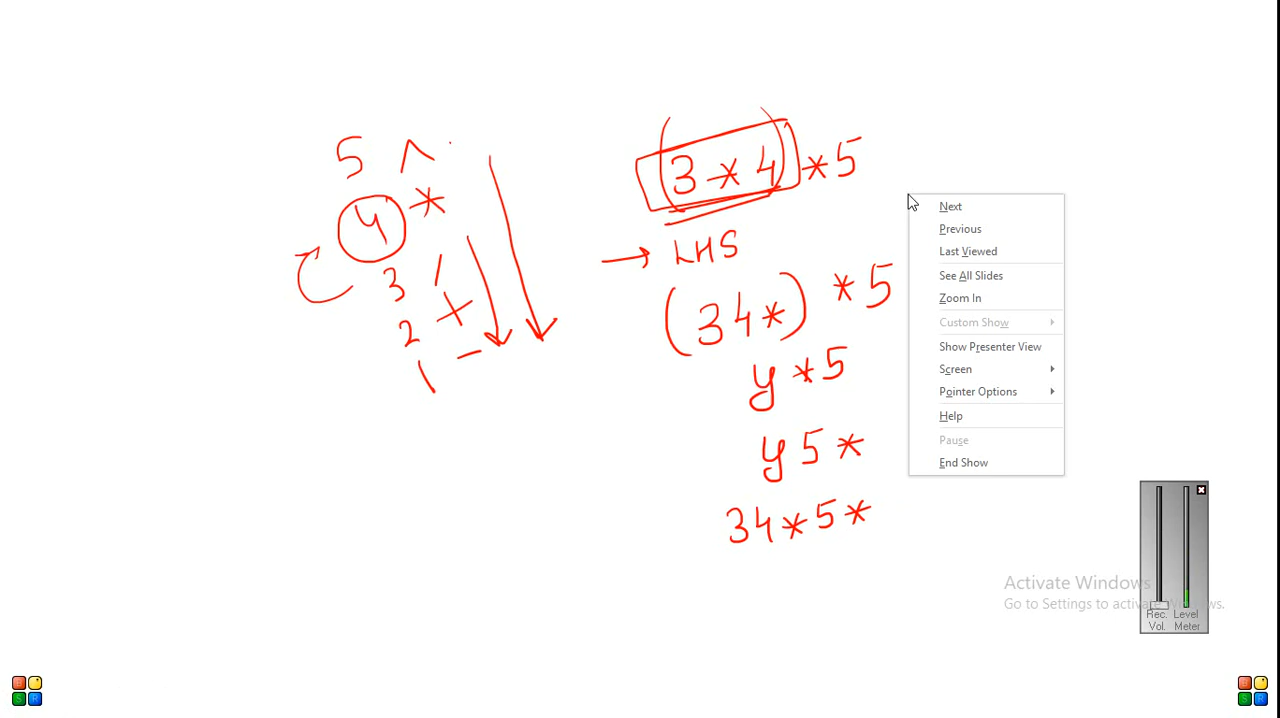 5 ^
4 *
3 /
2 +
1 -
(3 * 4) * 5
→ LHS
(34*) * 5
y * 5
y 5 *
34*5*
Next
Previous
Last Viewed
See All Slides
Zoom In
Custom Show
Show Presenter View
Screen
Pointer Options
Help
Pause
End Show
Activate Windows
Go to Settings to activate Windows.
Rec. Level
Vol. Meter